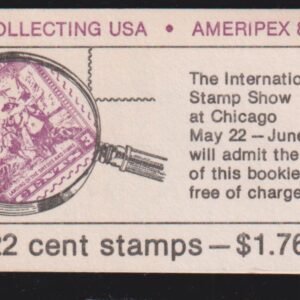 OLLECTING USA • AMERIPEX 8
The Internatio
Stamp Show
at Chicago
May 22 – June
will admit the
of this bookle
free of charge
22 cent stamps – $1.76